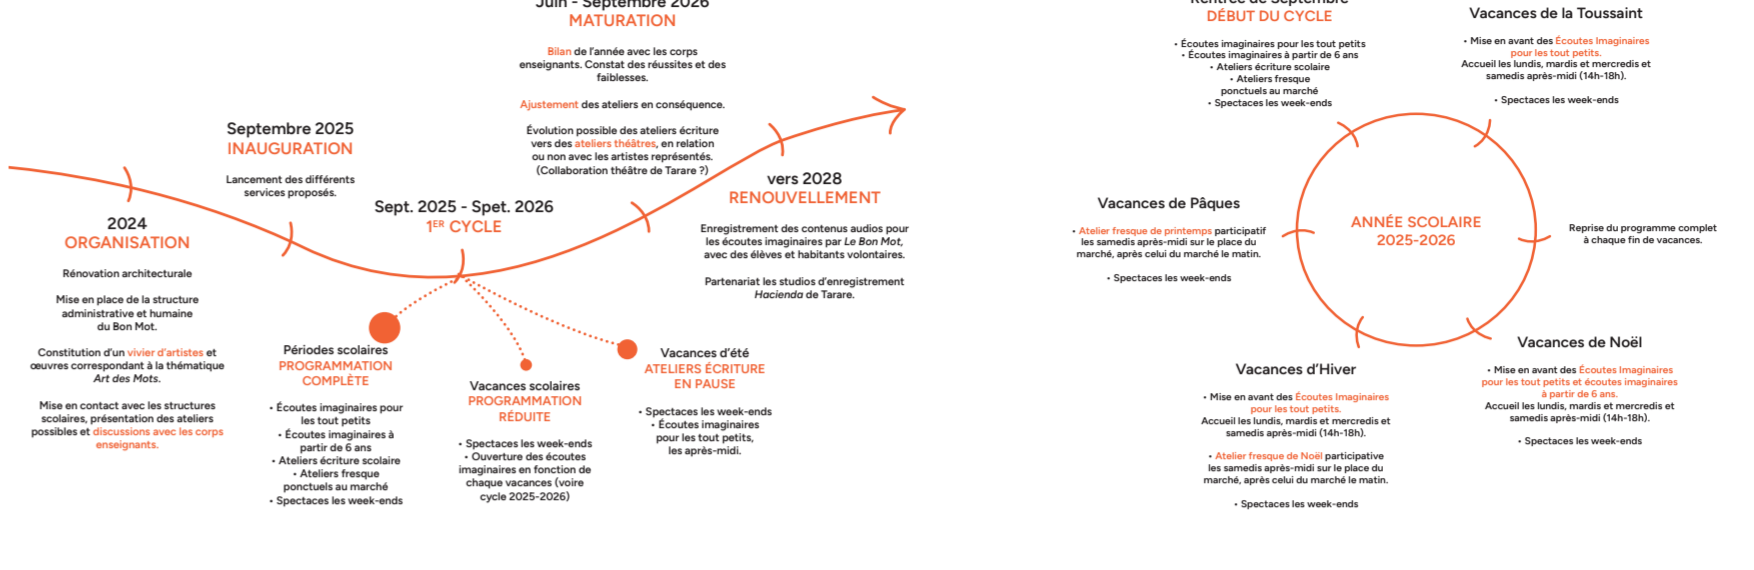 Juin - Septembre 2026
MATURATION
Bilan de l'année avec les corps
enseignants. Constat des réussites et des
faiblesses.
Ajustement des ateliers en conséquence.
Évolution possible des ateliers écriture
vers des ateliers théâtres, en relation
ou non avec les artistes représentés.
(Collaboration théâtre de Tarare ?)
Septembre 2025
INAUGURATION
Lancement des différents
services proposés.
2024
ORGANISATION
Rénovation architecturale
Mise en place de la structure
administrative et humaine
du Bon Mot.
Constitution d'un vivier d'artistes et
œuvres correspondant à la thématique
Art des Mots.
Mise en contact avec les structures
scolaires, présentation des ateliers
possibles et discussions avec les corps
enseignants.
Sept. 2025 - Spet. 2026
1ER CYCLE
Périodes scolaires
PROGRAMMATION
COMPLÈTE
• Écoutes imaginaires pour
les tout petits
• Écoutes imaginaires à
partir de 6 ans
• Ateliers écriture scolaire
• Ateliers fresque
ponctuels au marché
• Spectaces les week-ends
Vacances scolaires
PROGRAMMATION
RÉDUITE
• Spectaces les week-ends
• Ouverture des écoutes
imaginaires en fonction de
chaque vacances (voire
cycle 2025-2026)
Vacances d'été
ATELIERS ÉCRITURE
EN PAUSE
• Spectaces les week-ends
• Écoutes imaginaires
pour les tout petits,
les après-midi.
vers 2028
RENOUVELLEMENT
Enregistrement des contenus audios pour
les écoutes imaginaires par Le Bon Mot,
avec des élèves et habitants volontaires.
Partenariat les studios d'enregistrement
Hacienda de Tarare.
Rentrée de Septembre
DÉBUT DU CYCLE
• Écoutes imaginaires pour les tout petits
• Écoutes imaginaires à partir de 6 ans
• Ateliers écriture scolaire
• Ateliers fresque
ponctuels au marché
• Spectaces les week-ends
Vacances de la Toussaint
• Mise en avant des Écoutes Imaginaires
pour les tout petits.
Accueil les lundis, mardis et mercredis et
samedis après-midi (14h-18h).
• Spectaces les week-ends
ANNÉE SCOLAIRE
2025-2026
Reprise du programme complet
à chaque fin de vacances.
Vacances de Noël
• Mise en avant des Écoutes Imaginaires
pour les tout petits et écoutes imaginaires
à partir de 6 ans.
Accueil les lundis, mardis et mercredis et
samedis après-midi (14h-18h).
• Spectaces les week-ends
Vacances d'Hiver
• Mise en avant des Écoutes Imaginaires
pour les tout petits.
Accueil les lundis, mardis et mercredis et
samedis après-midi (14h-18h).
• Atelier fresque de Noël participative
les samedis après-midi sur le place du
marché, après celui du marché le matin.
• Spectaces les week-ends
Vacances de Pâques
• Atelier fresque de printemps participatif
les samedis après-midi sur le place du
marché, après celui du marché le matin.
• Spectaces les week-ends